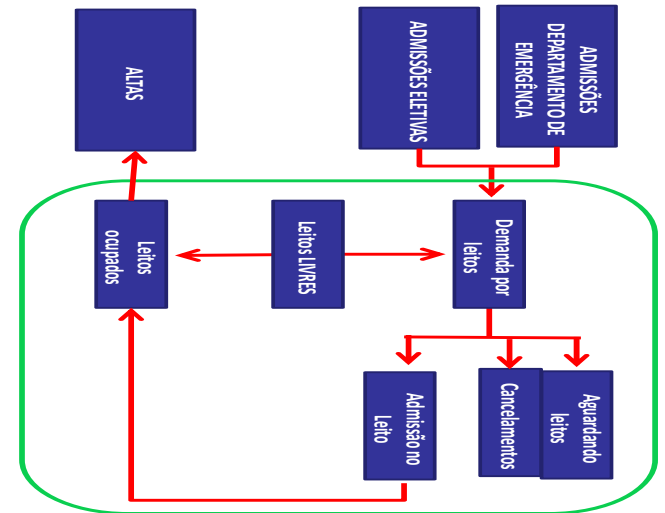 ADMISSÕES
DEPARTAMENTO DE
EMERGÊNCIA
ADMISSÕES ELETIVAS
Demanda por
leitos
Aguardando
leitos
Cancelamentos
Admissão no
Leito
Leitos LIVRES
ALTAS
Leitos
ocupados